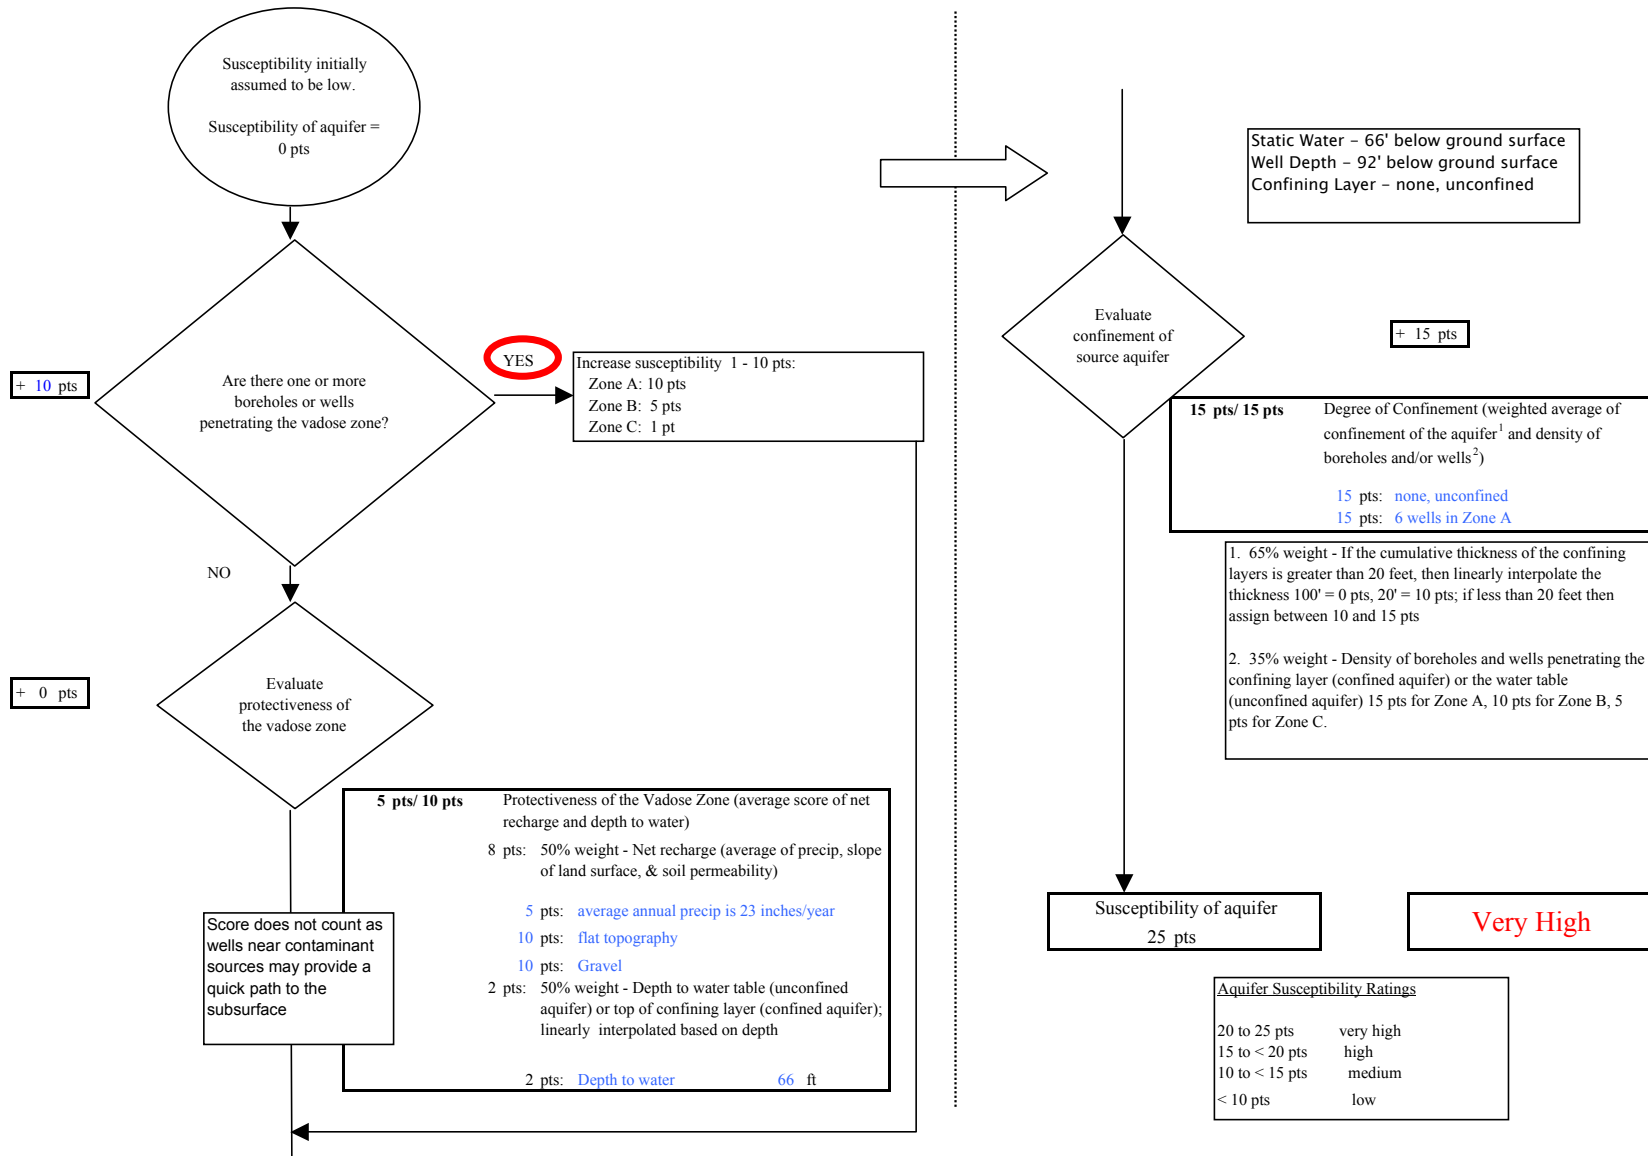 Susceptibility initially
assumed to be low.
Susceptibility of aquifer =
0 pts
+ 10 pts
Are there one or more
boreholes or wells
penetrating the vadose zone?
YES
Increase susceptibility 1 - 10 pts:
Zone A: 10 pts
Zone B: 5 pts
Zone C: 1 pt
NO
+ 0 pts
Evaluate
protectiveness of
the vadose zone
5 pts/ 10 pts Protectiveness of the Vadose Zone (average score of net
recharge and depth to water)
8 pts: 50% weight - Net recharge (average of precip, slope
of land surface, & soil permeability)
5 pts: average annual precip is 23 inches/year
10 pts: flat topography
10 pts: Gravel
2 pts: 50% weight - Depth to water table (unconfined
aquifer) or top of confining layer (confined aquifer);
linearly interpolated based on depth
2 pts: Depth to water 66 ft
Score does not count as
wells near contaminant
sources may provide a
quick path to the
subsurface
Static Water – 66' below ground surface
Well Depth – 92' below ground surface
Confining Layer – none, unconfined
Evaluate
confinement of
source aquifer
+ 15 pts
15 pts/ 15 pts Degree of Confinement (weighted average of
confinement of the aquifer1 and density of
boreholes and/or wells2)
15 pts: none, unconfined
15 pts: 6 wells in Zone A
1. 65% weight - If the cumulative thickness of the confining
layers is greater than 20 feet, then linearly interpolate the
thickness 100' = 0 pts, 20' = 10 pts; if less than 20 feet then
assign between 10 and 15 pts
2. 35% weight - Density of boreholes and wells penetrating the
confining layer (confined aquifer) or the water table
(unconfined aquifer) 15 pts for Zone A, 10 pts for Zone B, 5
pts for Zone C.
Susceptibility of aquifer
25 pts
Very High
Aquifer Susceptibility Ratings
20 to 25 pts very high
15 to < 20 pts high
10 to < 15 pts medium
< 10 pts low